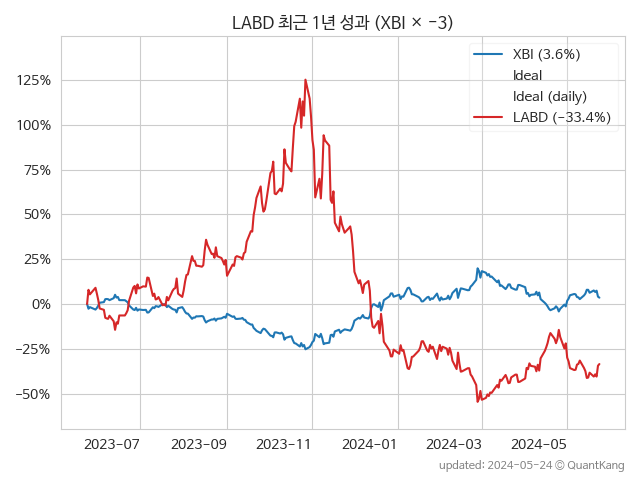 LABD 최근 1년 성과 (XBI × -3)
XBI (3.6%)
Ideal
Ideal (daily)
LABD (-33.4%)
125%
100%
75%
50%
25%
0%
-25%
-50%
2023-07
2023-09
2023-11
2024-01
2024-03
2024-05
updated: 2024-05-24 © QuantKang